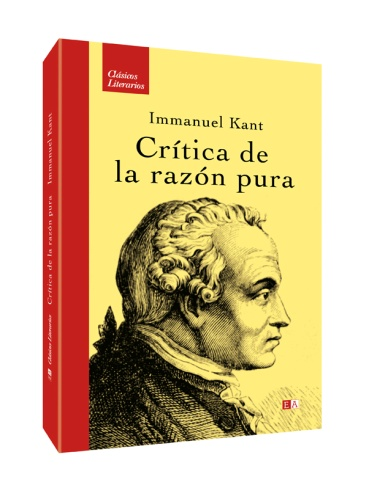 Clásicos
Literarios
Immanuel Kant
Crítica de
la razón pura
EA
EA Clásicos Literarios Crítica de la razón pura Immanuel Kant